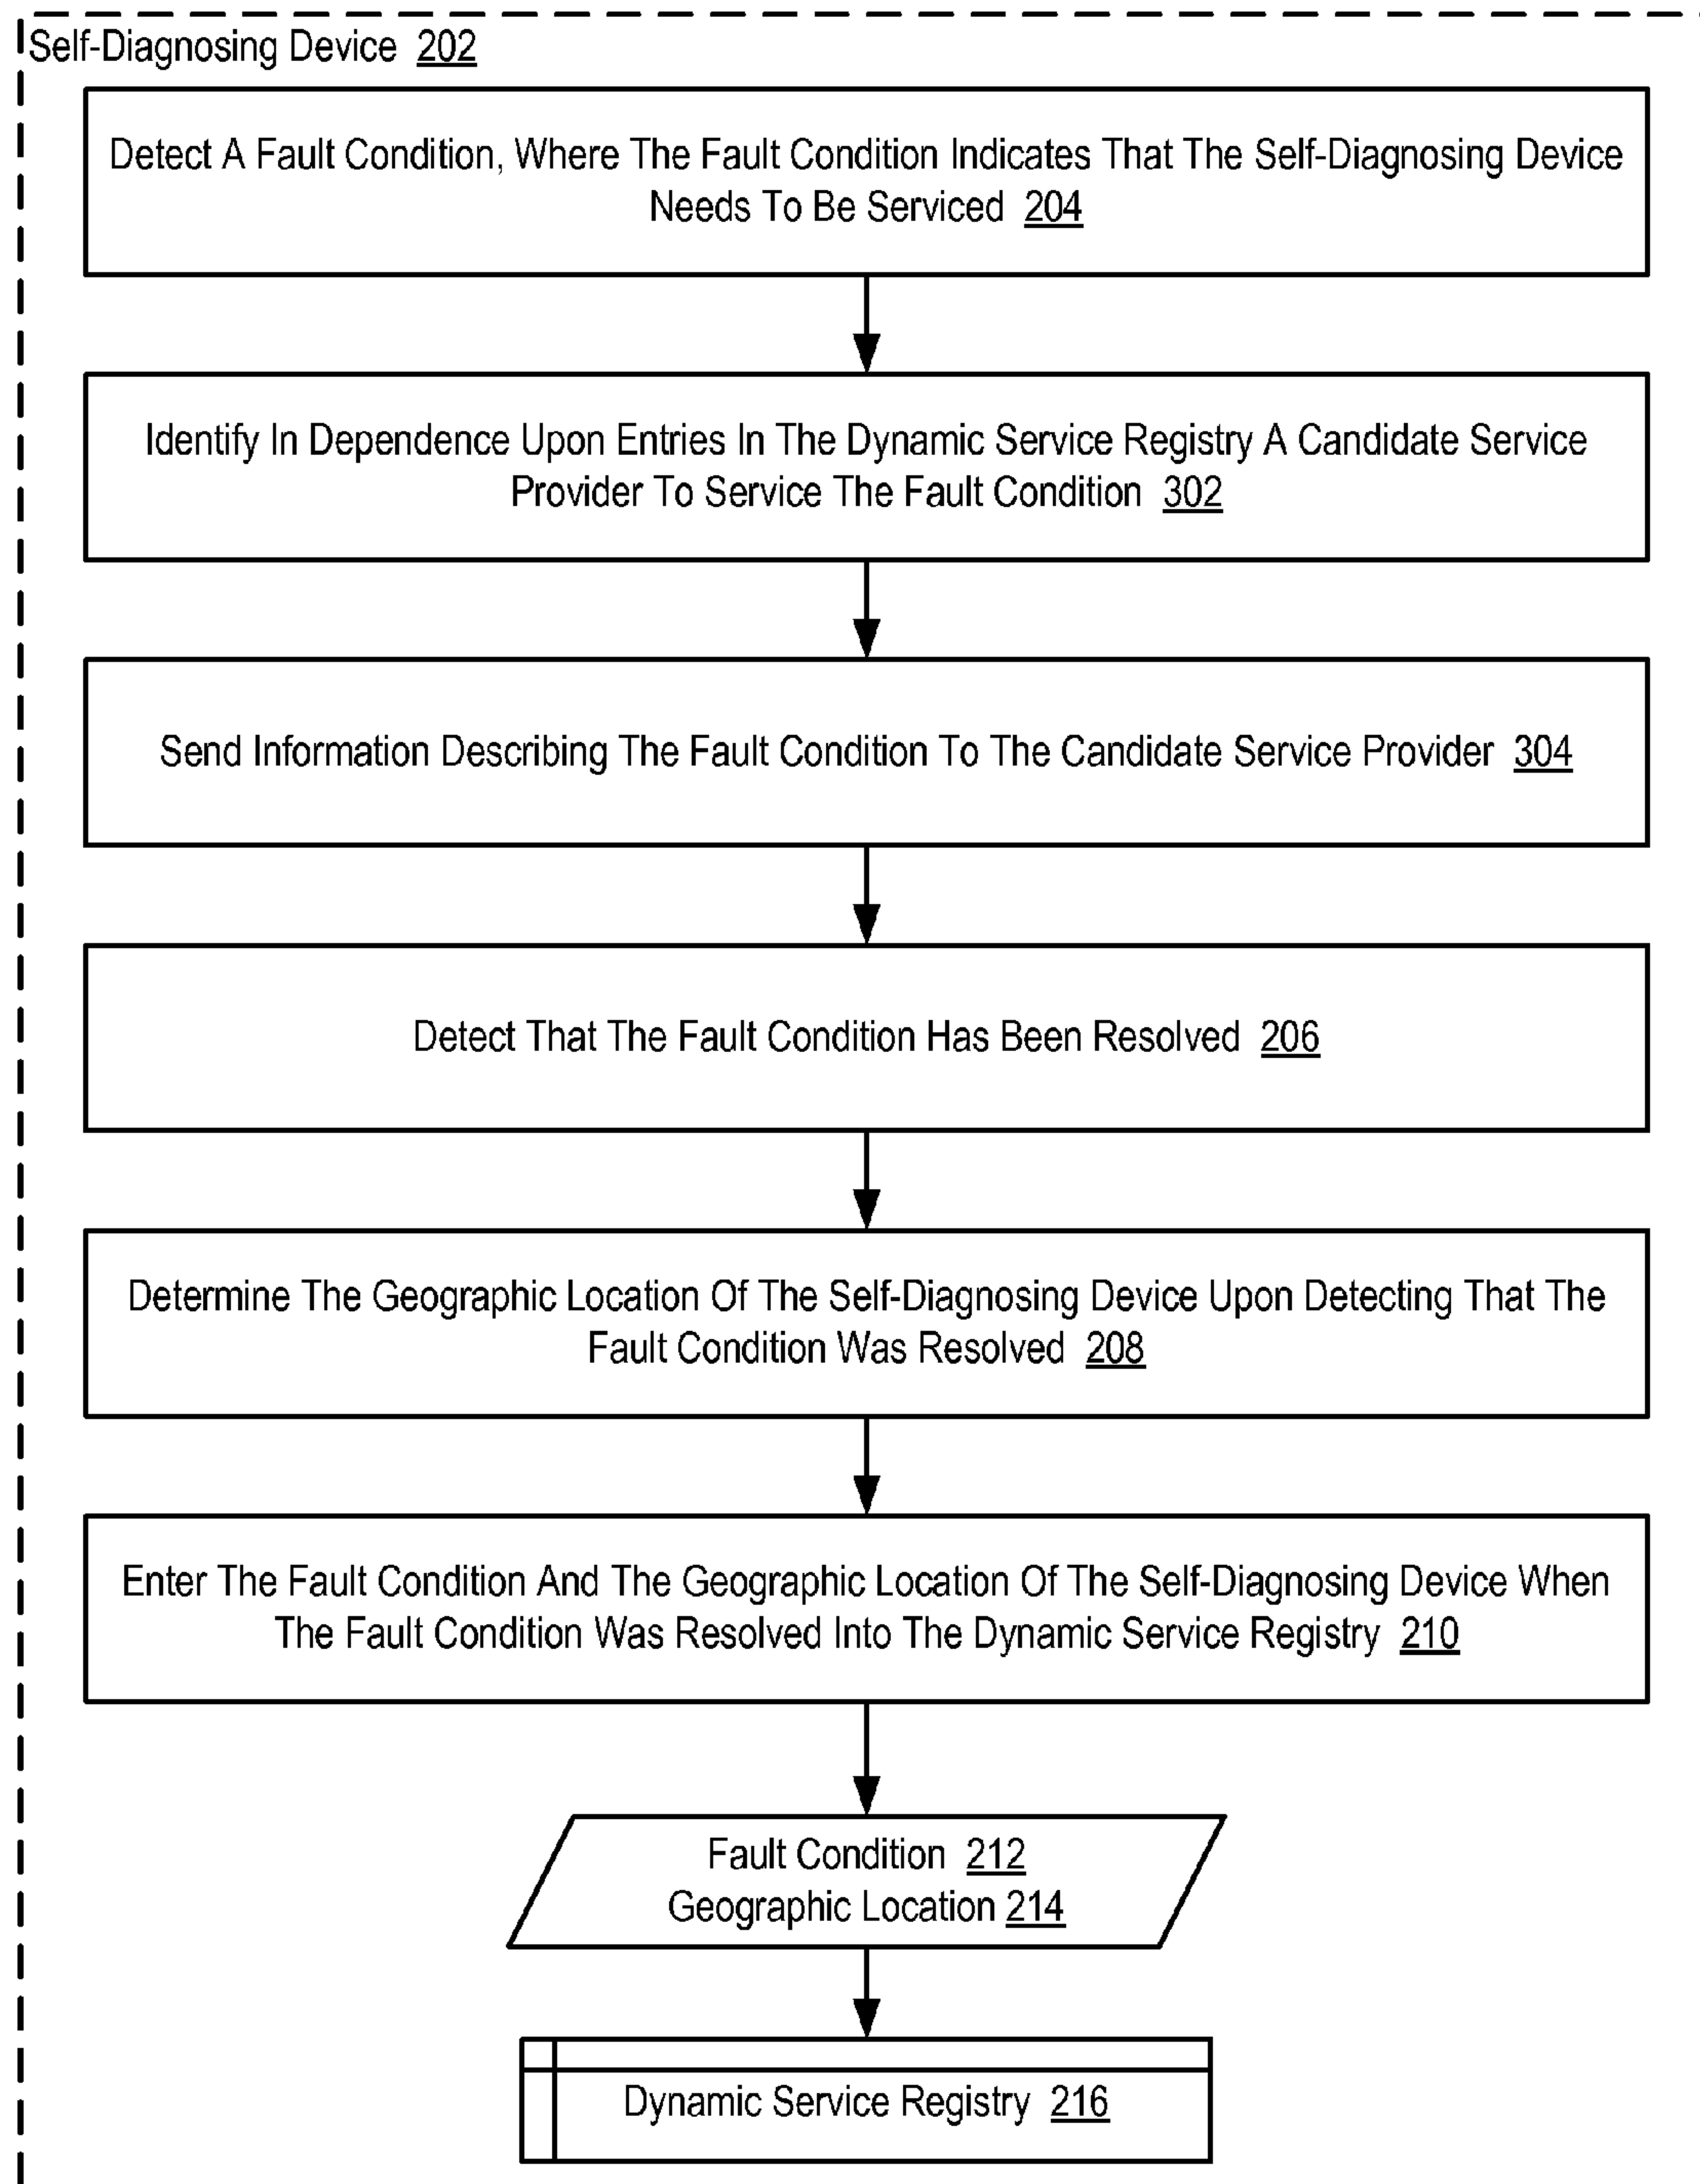 Self-Diagnosing Device 202
Detect A Fault Condition, Where The Fault Condition Indicates That The Self-Diagnosing Device
Needs To Be Serviced 204
Identify In Dependence Upon Entries In The Dynamic Service Registry A Candidate Service
Provider To Service The Fault Condition 302
Send Information Describing The Fault Condition To The Candidate Service Provider 304
Detect That The Fault Condition Has Been Resolved 206
Determine The Geographic Location Of The Self-Diagnosing Device Upon Detecting That The
Fault Condition Was Resolved 208
Enter The Fault Condition And The Geographic Location Of The Self-Diagnosing Device When
The Fault Condition Was Resolved Into The Dynamic Service Registry 210
Fault Condition 212
Geographic Location 214
Dynamic Service Registry 216